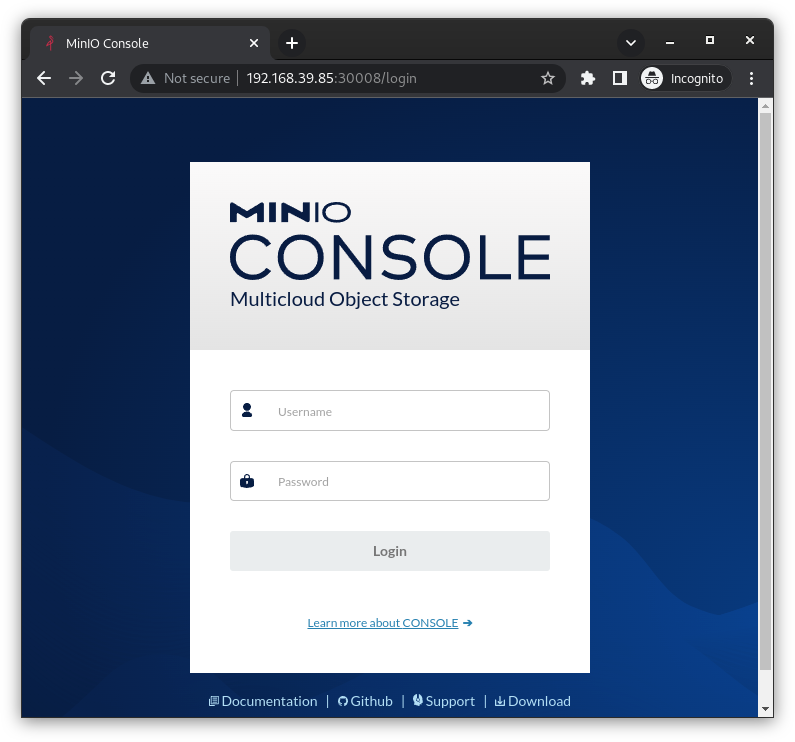 MinIO Console
Not secure | 192.168.39.85:30008/login
Incognito
MINIO
CONSOLE
Multicloud Object Storage
Username
Password
Login
Learn more about CONSOLE ➔
Documentation | Github | Support | Download